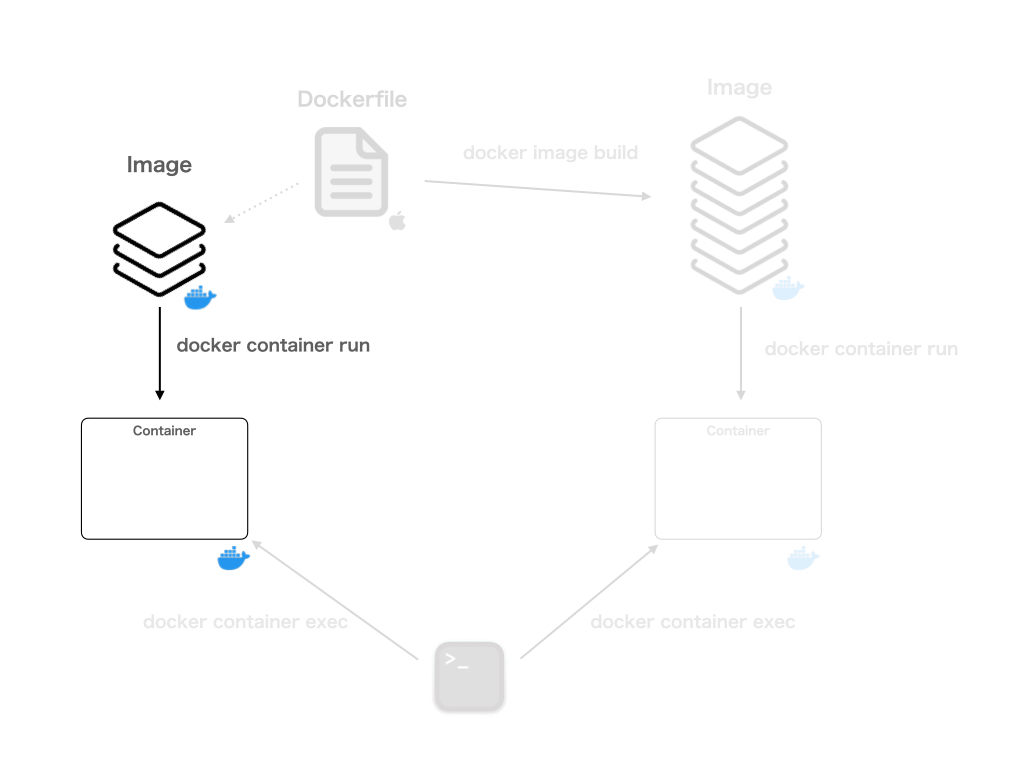 Image
Dockerfile
docker image build
Image
docker container run
docker container run
Container
Container
docker container exec
docker container exec
>_